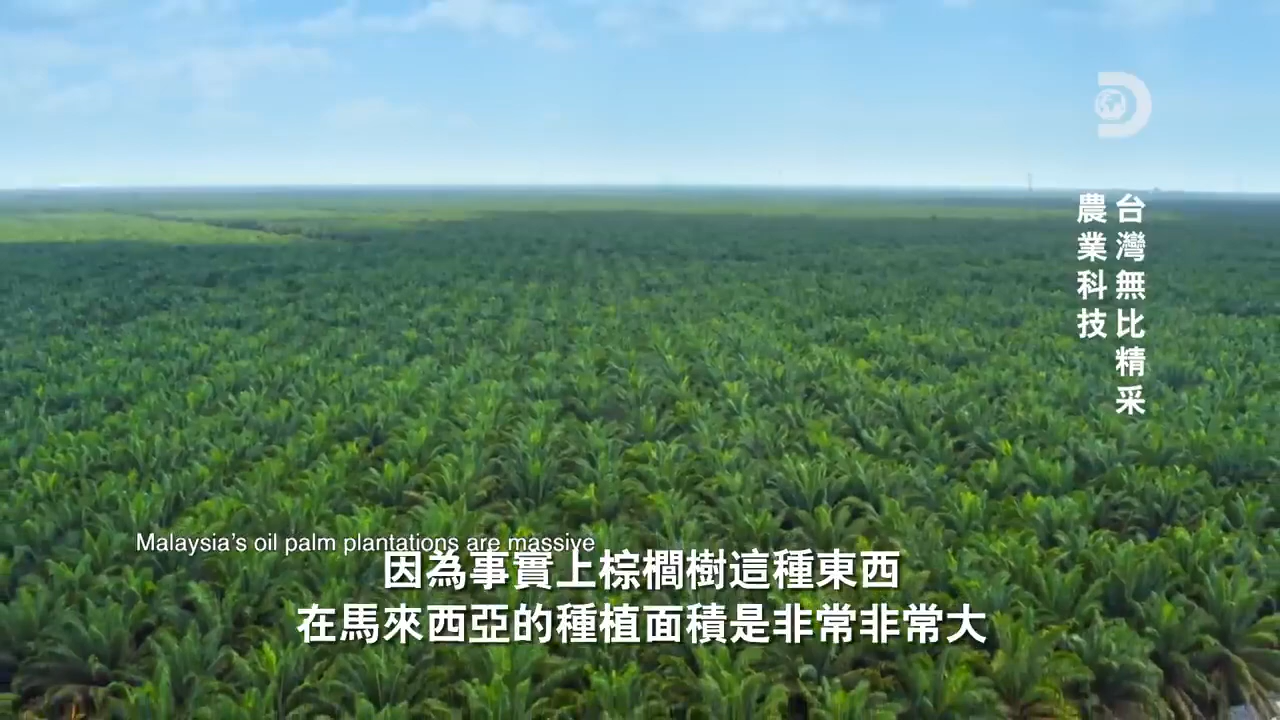 台灣無比精采
農業科技
Malaysia's oil palm plantations are massive
因為事實上棕櫚樹這種東西
在馬來西亞的種植面積是非常非常大